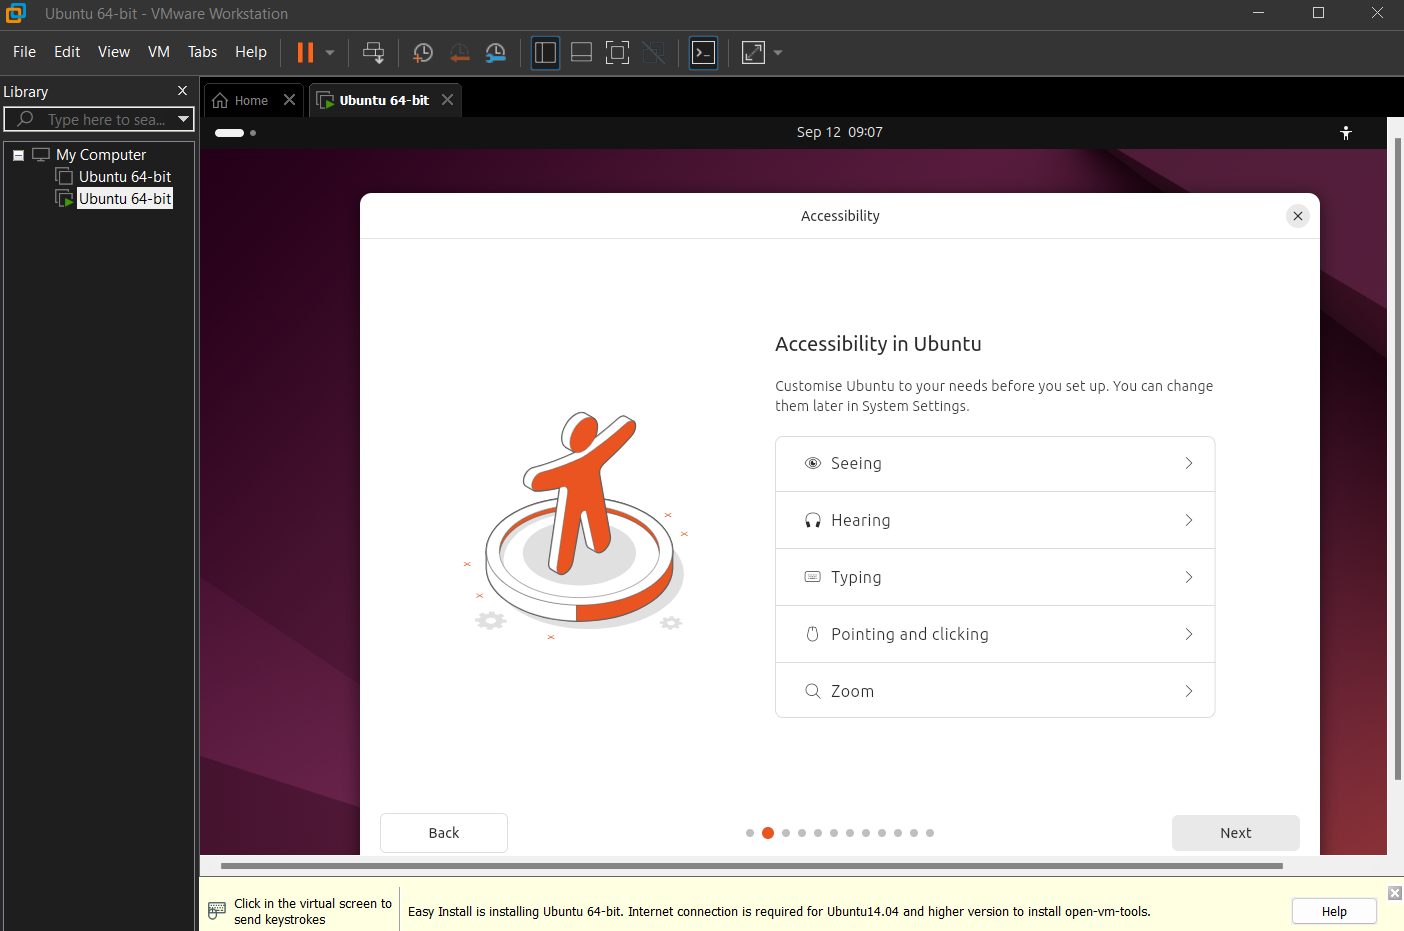 Ubuntu 64-bit - VMware Workstation
File Edit View VM Tabs Help
Library
Type here to sea...
My Computer
Ubuntu 64-bit
Ubuntu 64-bit
Home
Ubuntu 64-bit
Sep 12 09:07
Accessibility
Accessibility in Ubuntu
Customise Ubuntu to your needs before you set up. You can change
them later in System Settings.
Seeing
Hearing
Typing
Pointing and clicking
Zoom
Back
Next
Click in the virtual screen to
send keystrokes
Easy Install is installing Ubuntu 64-bit. Internet connection is required for Ubuntu14.04 and higher version to install open-vm-tools.
Help